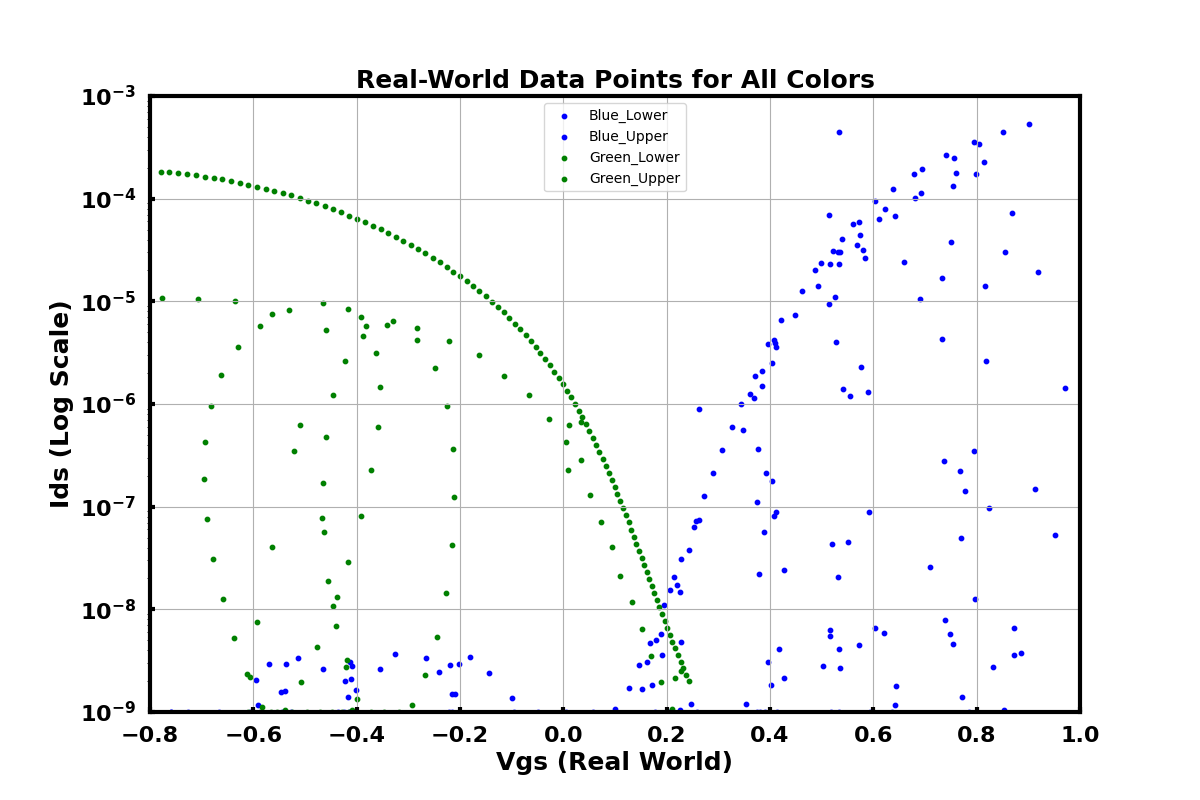 Real-World Data Points for All Colors
10⁻³
10⁻⁴
10⁻⁵
10⁻⁶
10⁻⁷
10⁻⁸
10⁻⁹
Ids (Log Scale)
Blue_Lower
Blue_Upper
Green_Lower
Green_Upper
−0.8 −0.6 −0.4 −0.2 0.0 0.2 0.4 0.6 0.8 1.0
Vgs (Real World)